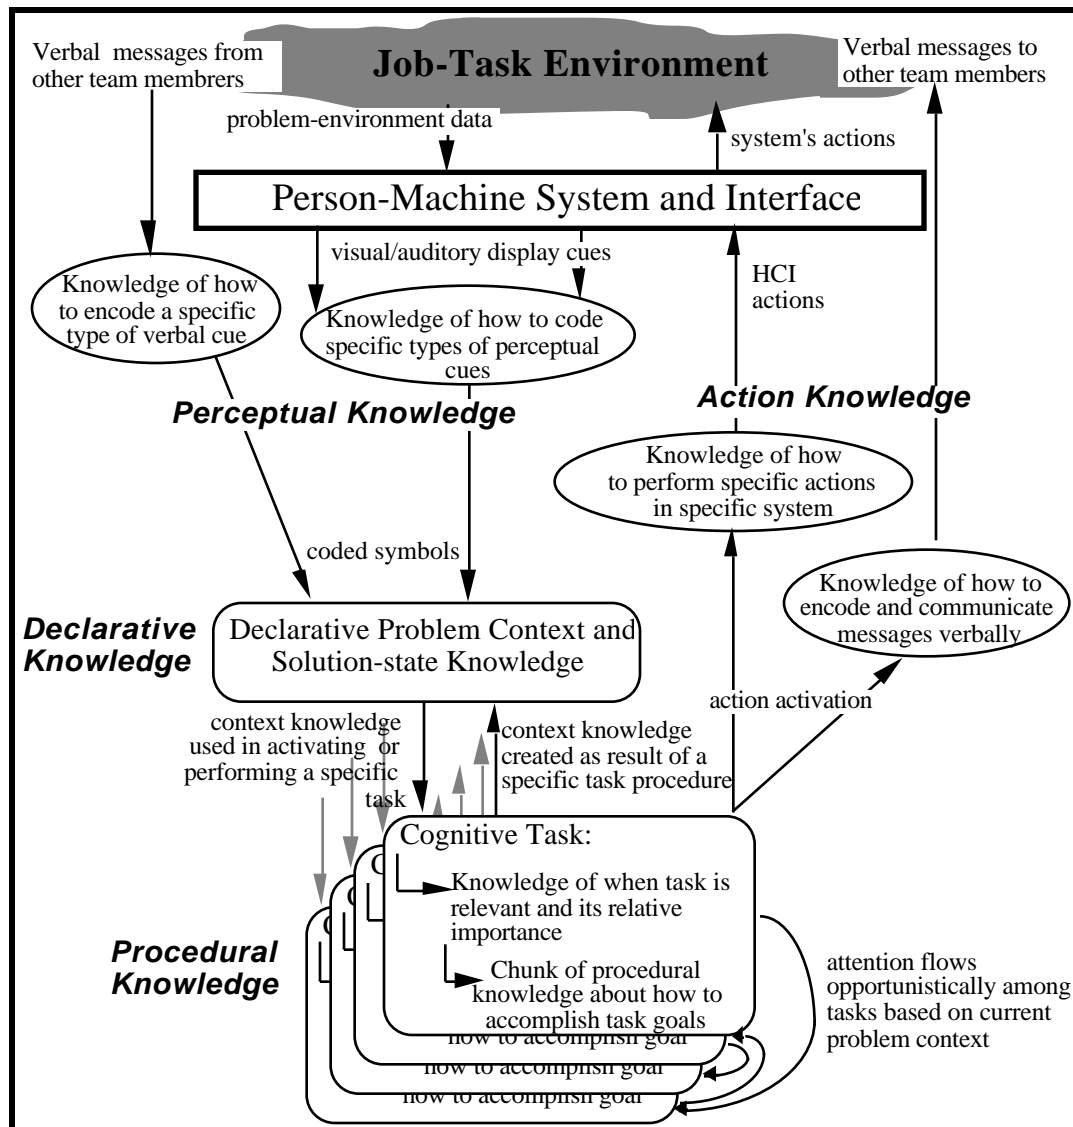 Verbal messages from
other team membrers
Job-Task Environment
Verbal messages to
other team members
problem-environment data
system's actions
Person-Machine System and Interface
visual/auditory display cues
HCI
actions
Knowledge of how
to encode a specific
type of verbal cue
Knowledge of how to code
specific types of perceptual
cues
Perceptual Knowledge
Action Knowledge
Knowledge of how
to perform specific actions
in specific system
coded symbols
Knowledge of how to
encode and communicate
messages verbally
Declarative
Knowledge
Declarative Problem Context and
Solution-state Knowledge
action activation
context knowledge
used in activating or
performing a specific
task
context knowledge
created as result of a
specific task procedure
Cognitive Task:
Knowledge of when task is
relevant and its relative
importance
Chunk of procedural
knowledge about how to
accomplish task goals
how to accomplish goal
how to accomplish goal
how to accomplish goal
Procedural
Knowledge
attention flows
opportunistically among
tasks based on current
problem context